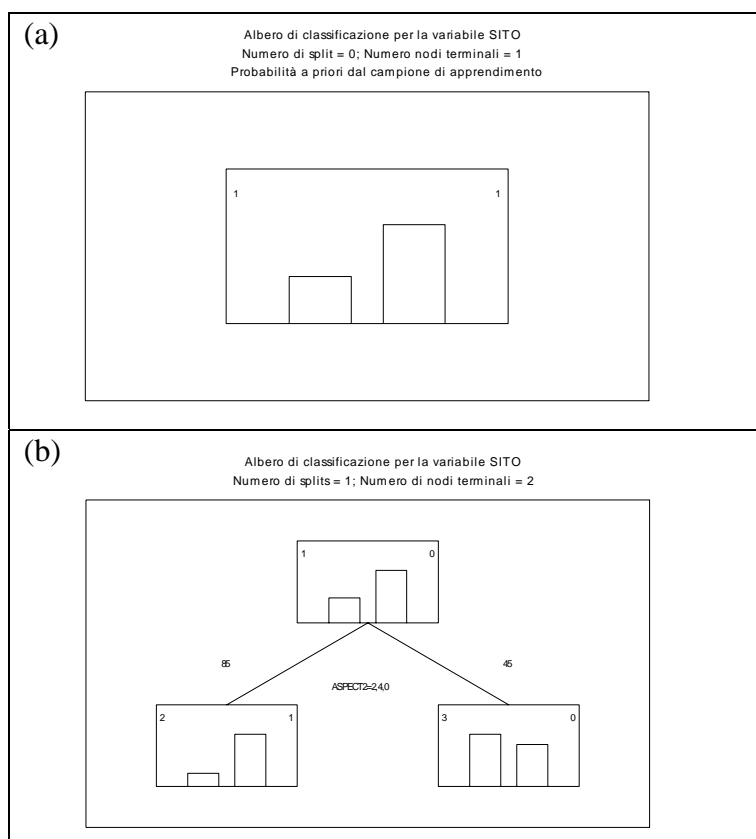 (a)
Albero di classificazione per la variabile SITO
Numero di split = 0; Numero nodi terminali = 1
Probabilità a priori dal campione di apprendimento
1 1
(b)
Albero di classificazione per la variabile SITO
Numero di splits = 1; Numero di nodi terminali = 2
1 0
85 45
ASPECT2=2,4,0
2 1 3 0